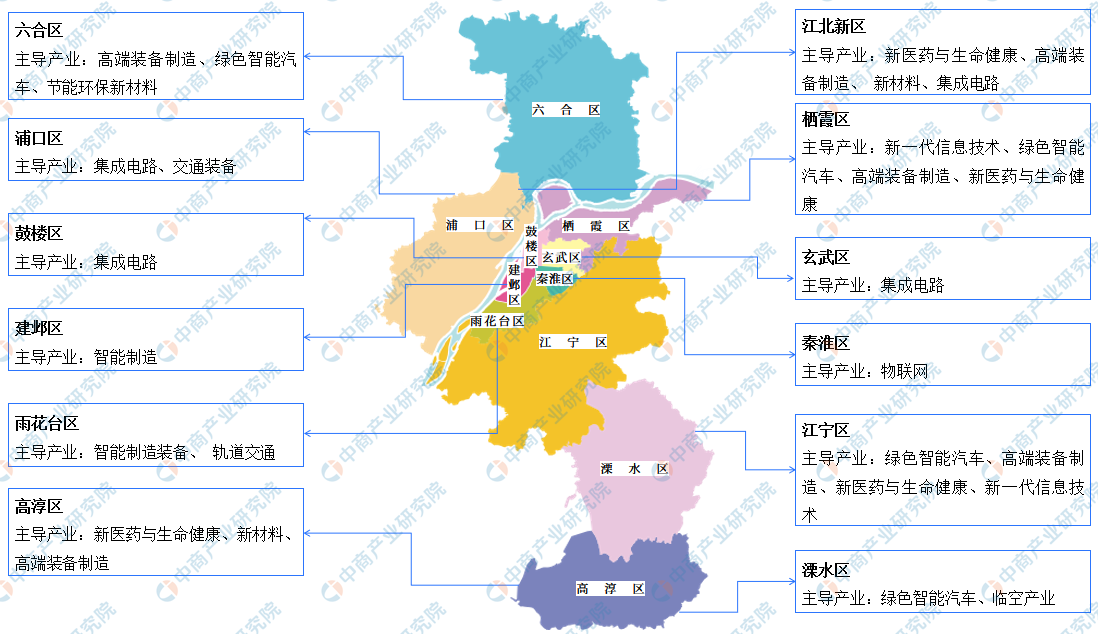 六合区
主导产业：高端装备制造、绿色智能汽
车、节能环保新材料
浦口区
主导产业：集成电路、交通装备
鼓楼区
主导产业：集成电路
建邺区
主导产业：智能制造
雨花台区
主导产业：智能制造装备、 轨道交通
高淳区
主导产业：新医药与生命健康、新材料、
高端装备制造
六 合 区
浦 口 区
栖 霞 区
鼓
楼
区
玄武区
建
邺
区
秦淮区
雨花台区
江 宁 区
溧 水 区
高 淳 区
江北新区
主导产业：新医药与生命健康、高端装
备制造、 新材料、集成电路
栖霞区
主导产业：新一代信息技术、绿色智能
汽车、高端装备制造、新医药与生命健
康
玄武区
主导产业：集成电路
秦淮区
主导产业：物联网
江宁区
主导产业：绿色智能汽车、高端装备制
造、新医药与生命健康、新一代信息技
术
溧水区
主导产业：绿色智能汽车、临空产业
中商产业研究院